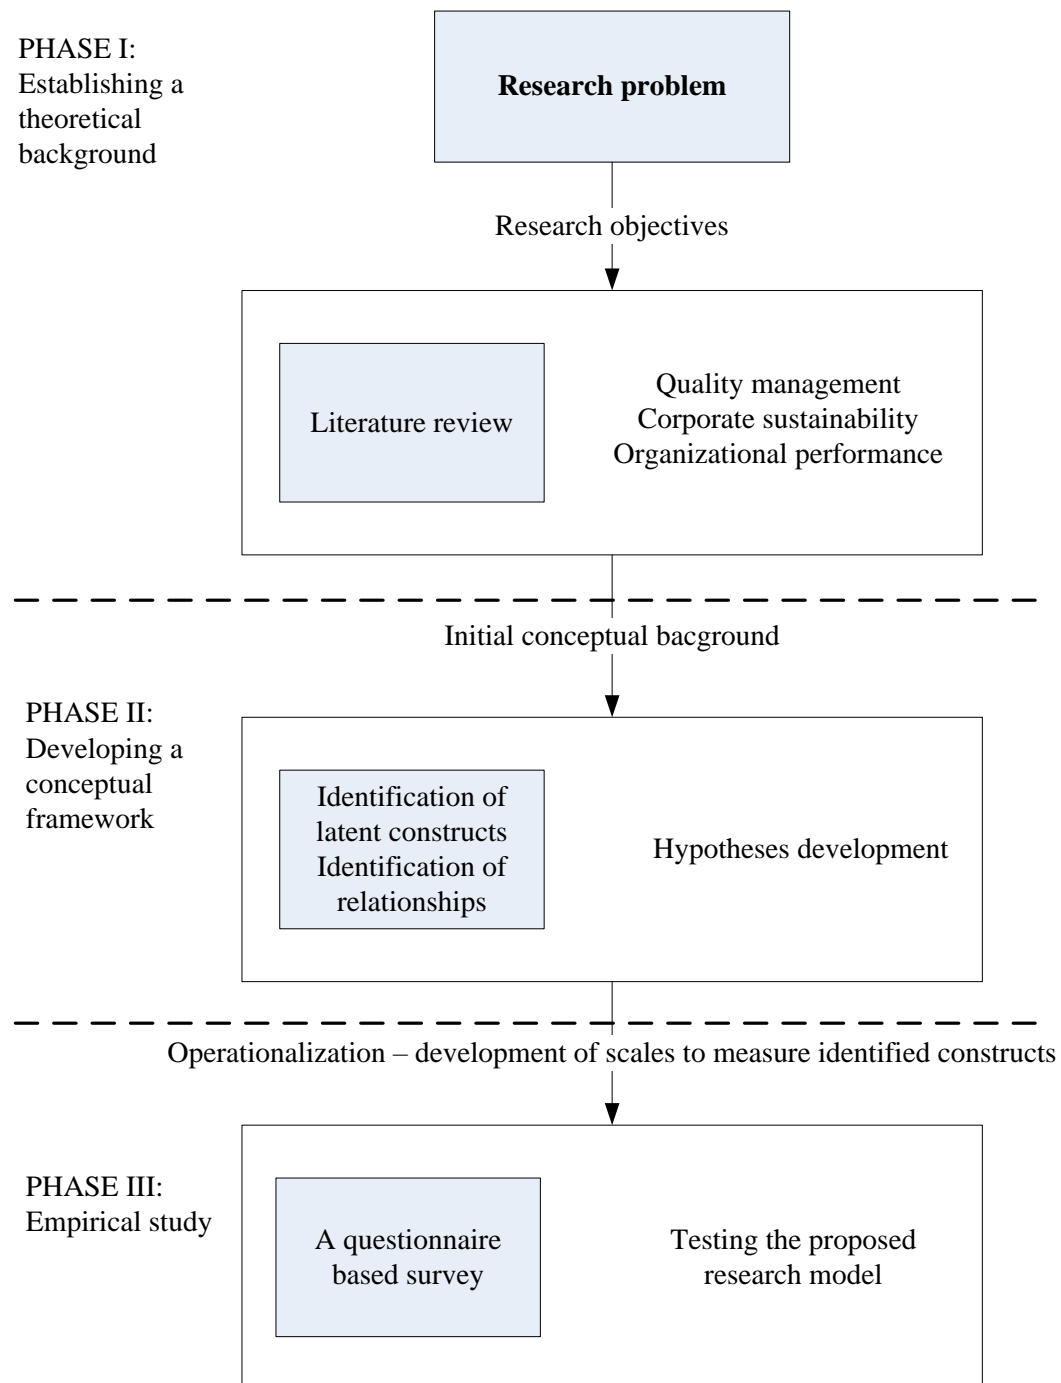 PHASE I:
Establishing a
theoretical
background
Research problem
Research objectives
Literature review
Quality management
Corporate sustainability
Organizational performance
Initial conceptual bacground
PHASE II:
Developing a
conceptual
framework
Identification of
latent constructs
Identification of
relationships
Hypotheses development
Operationalization – development of scales to measure identified constructs
PHASE III:
Empirical study
A questionnaire
based survey
Testing the proposed
research model